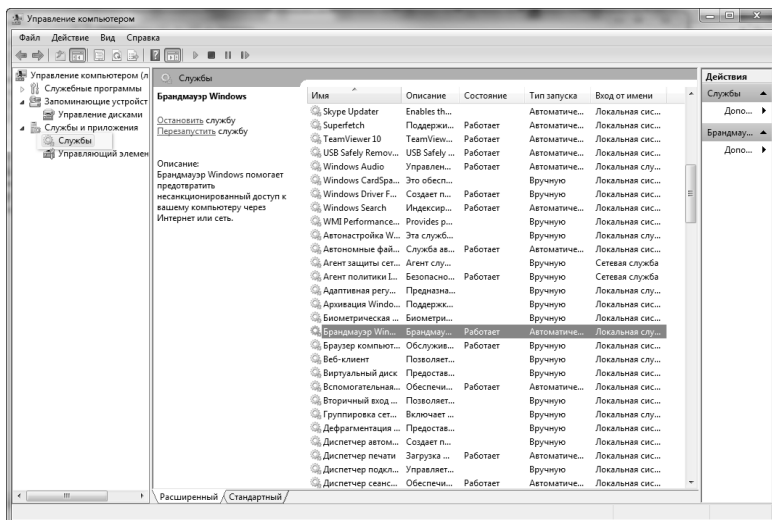 Управление компьютером
Файл Действие Вид Справка
Управление компьютером (л
Служебные программы
Запоминающие устройст
Управление дисками
Службы и приложения
Службы
Управляющий элемен
Службы
Брандмауэр Windows
Остановить службу
Перезапустить службу
Описание:
Брандмауэр Windows помогает
предотвратить
несанкционированный доступ к
вашему компьютеру через
Интернет или сеть.
Имя Описание Состояние Тип запуска Вход от имени
Skype Updater Enables th... Автоматиче... Локальная сис...
Superfetch Поддержи... Работает Автоматиче... Локальная сис...
TeamViewer 10 TeamView... Работает Автоматиче... Локальная сис...
USB Safely Remov... USB Safely ... Работает Автоматиче... Локальная сис...
Windows Audio Управлен... Работает Автоматиче... Локальная слу...
Windows CardSpa... Это обесп... Вручную Локальная сис...
Windows Driver F... Создает п... Работает Вручную Локальная сис...
Windows Search Индексир... Работает Автоматиче... Локальная сис...
WMI Performance... Provides p... Вручную Локальная сис...
Автонастройка W... Эта служб... Вручную Локальная слу...
Автономные фай... Служба ав... Работает Автоматиче... Локальная сис...
Агент защиты сет... Агент слу... Вручную Сетевая служба
Агент политики I... Безопасно... Работает Вручную Сетевая служба
Адаптивная регу... Предназна... Вручную Локальная слу...
Архивация Windo... Поддержк... Вручную Локальная сис...
Биометрическая ... Биометри... Вручную Локальная сис...
Брандмауэр Win... Брандмау... Работает Автоматиче... Локальная слу...
Браузер компьют... Обслужив... Работает Вручную Локальная сис...
Веб-клиент Позволяет... Вручную Локальная слу...
Виртуальный диск Предостав... Вручную Локальная сис...
Вспомогательная... Обеспечи... Работает Автоматиче... Локальная сис...
Вторичный вход ... Позволяет... Вручную Локальная сис...
Группировка сет... Включает ... Вручную Локальная слу...
Дефрагментация ... Предостав... Вручную Локальная сис...
Диспетчер автом... Создает п... Вручную Локальная сис...
Диспетчер печати Загрузка ... Работает Автоматиче... Локальная сис...
Диспетчер подкл... Управляет... Вручную Локальная сис...
Диспетчер сеанс... Обеспечи... Работает Автоматиче... Локальная сис...
Расширенный Стандартный
Действия
Службы
Допо...
Брандмау...
Допо...